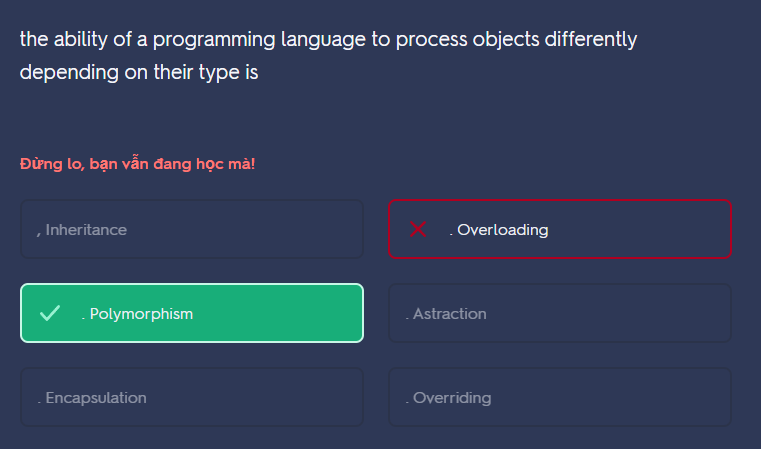 the ability of a programming language to process objects differently
depending on their type is
Đừng lo, bạn vẫn đang học mà!
, Inheritance
. Overloading
. Polymorphism
. Astraction
. Encapsulation
. Overriding